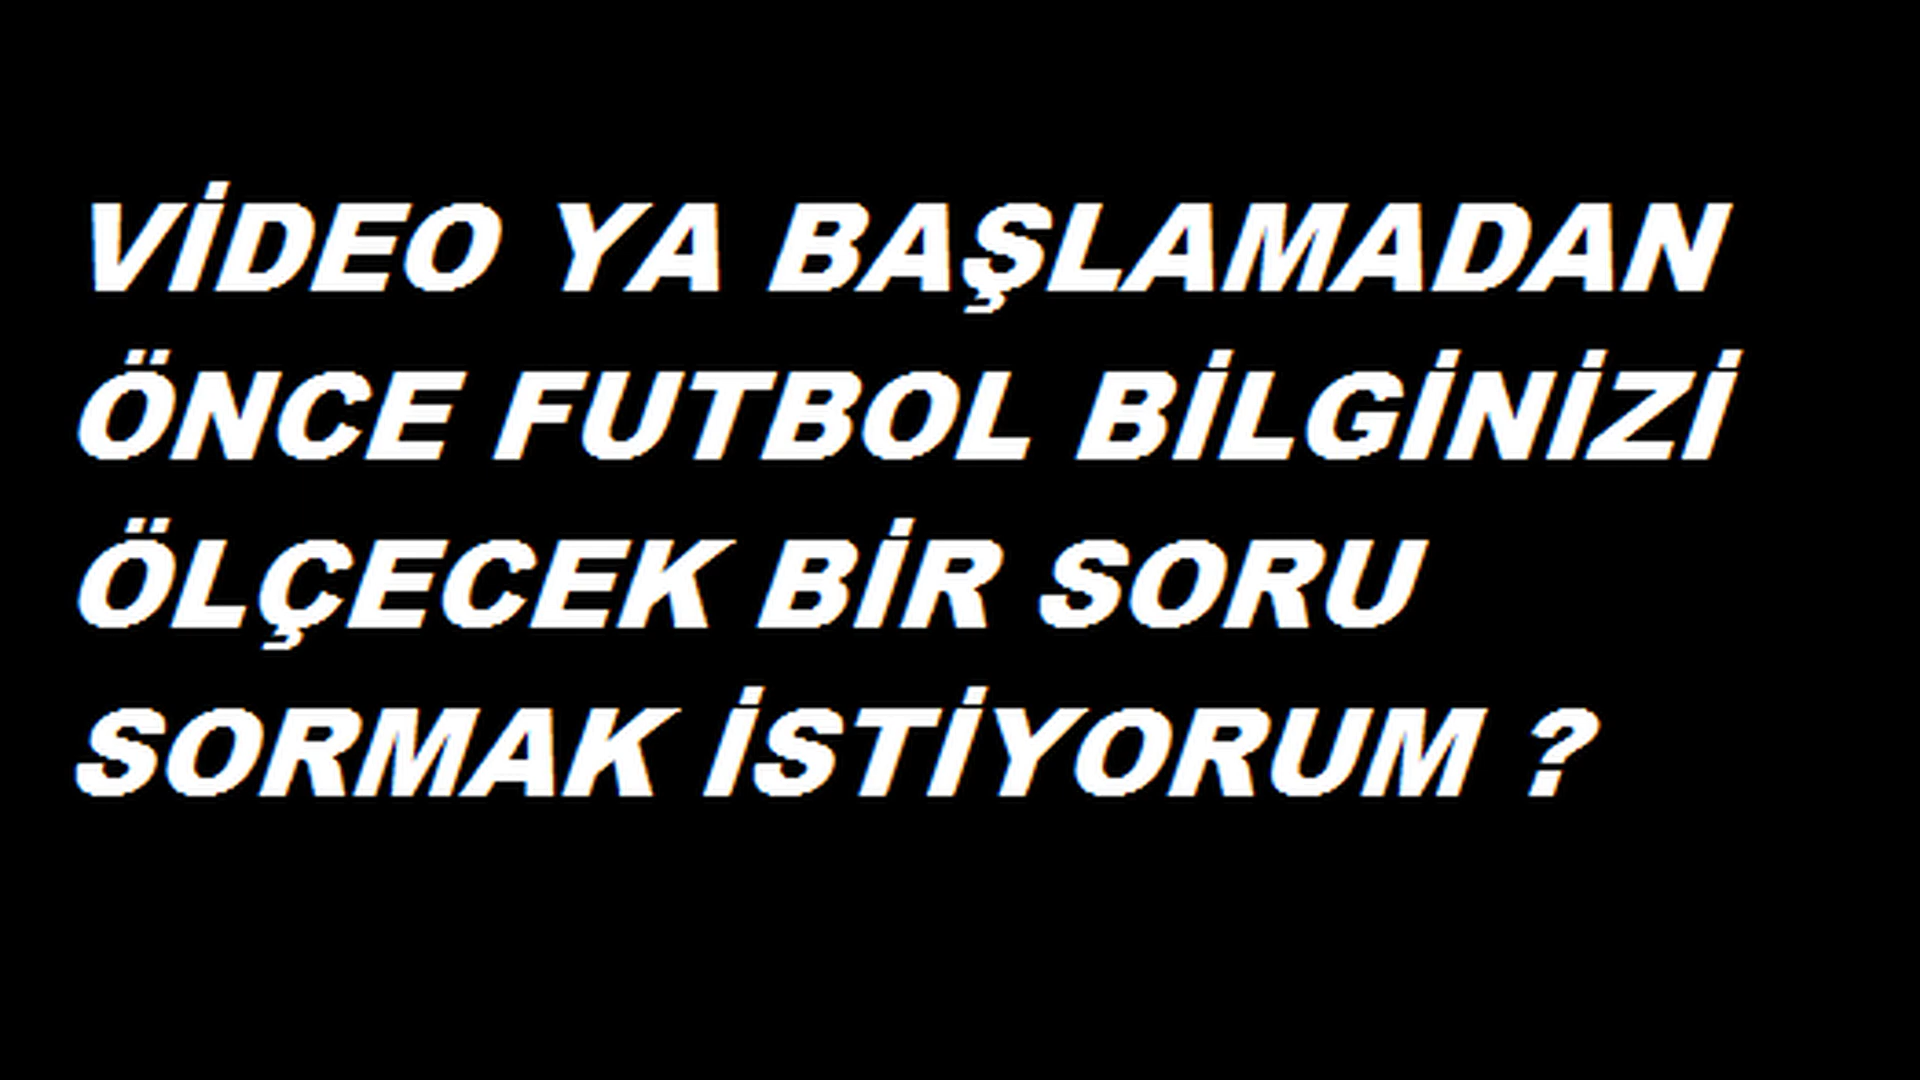 VİDEO YA BAŞLAMADAN
ÖNCE FUTBOL BİLGİNİZİ
ÖLÇECEK BİR SORU
SORMAK İSTİYORUM ?